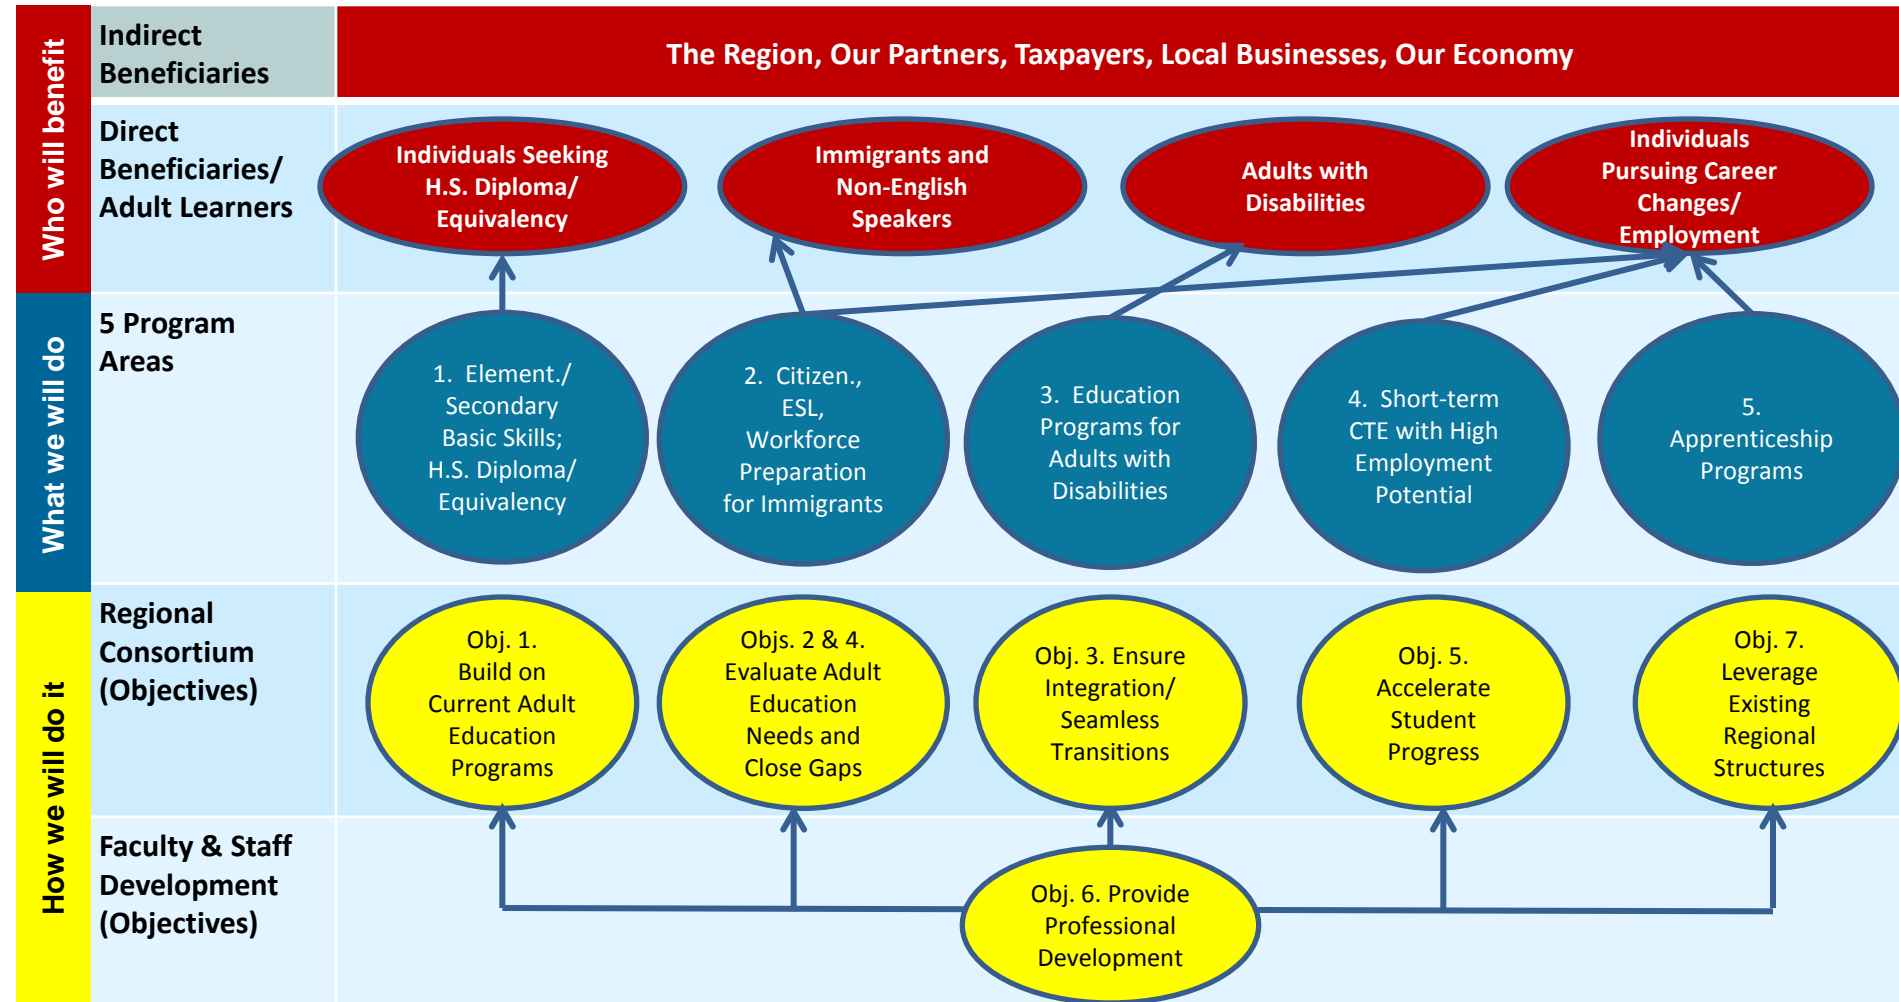 Who will benefit
Indirect
Beneficiaries
The Region, Our Partners, Taxpayers, Local Businesses, Our Economy
Direct
Beneficiaries/
Adult Learners
Individuals Seeking
H.S. Diploma/
Equivalency
Immigrants and
Non-English
Speakers
Adults with
Disabilities
Individuals
Pursuing Career
Changes/
Employment
What we will do
5 Program
Areas
1. Element./
Secondary
Basic Skills;
H.S. Diploma/
Equivalency
2. Citizen.,
ESL,
Workforce
Preparation
for Immigrants
3. Education
Programs for
Adults with
Disabilities
4. Short-term
CTE with High
Employment
Potential
5.
Apprenticeship
Programs
How we will do it
Regional
Consortium
(Objectives)
Obj. 1.
Build on
Current Adult
Education
Programs
Objs. 2 & 4.
Evaluate Adult
Education
Needs and
Close Gaps
Obj. 3. Ensure
Integration/
Seamless
Transitions
Obj. 5.
Accelerate
Student
Progress
Obj. 7.
Leverage
Existing
Regional
Structures
Faculty & Staff
Development
(Objectives)
Obj. 6. Provide
Professional
Development